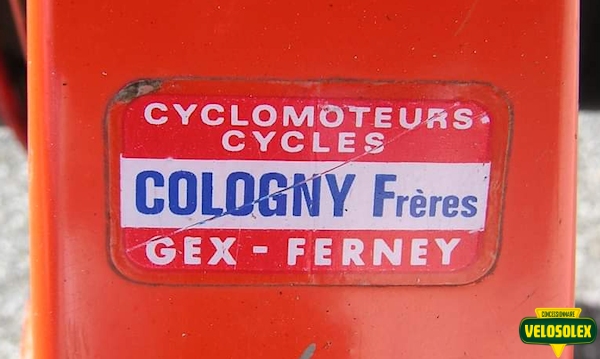 CYCLOMOTEURS
CYCLES
COLOGNY Frères
GEX - FERNEY
CONCESSIONNAIRE
VELOSOLEX